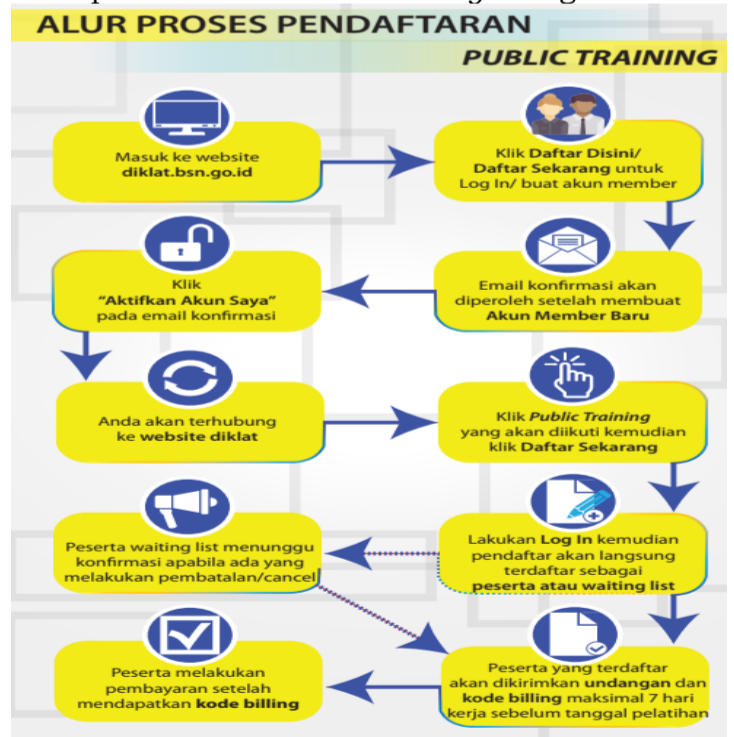 ALUR PROSES PENDAFTARAN
PUBLIC TRAINING
Masuk ke website
diklat.bsn.go.id
Klik Daftar Disini/
Daftar Sekarang untuk
Log In/ buat akun member
Klik
"Aktifkan Akun Saya"
pada email konfirmasi
Email konfirmasi akan
diperoleh setelah membuat
Akun Member Baru
Anda akan terhubung
ke website diklat
Klik Public Training
yang akan diikuti kemudian
klik Daftar Sekarang
Peserta waiting list menunggu
konfirmasi apabila ada yang
melakukan pembatalan/cancel
Lakukan Log In kemudian
pendaftar akan langsung
terdaftar sebagai
peserta atau waiting list
Peserta melakukan
pembayaran setelah
mendapatkan kode billing
Peserta yang terdaftar
akan dikirimkan undangan dan
kode billing maksimal 7 hari
kerja sebelum tanggal pelatihan